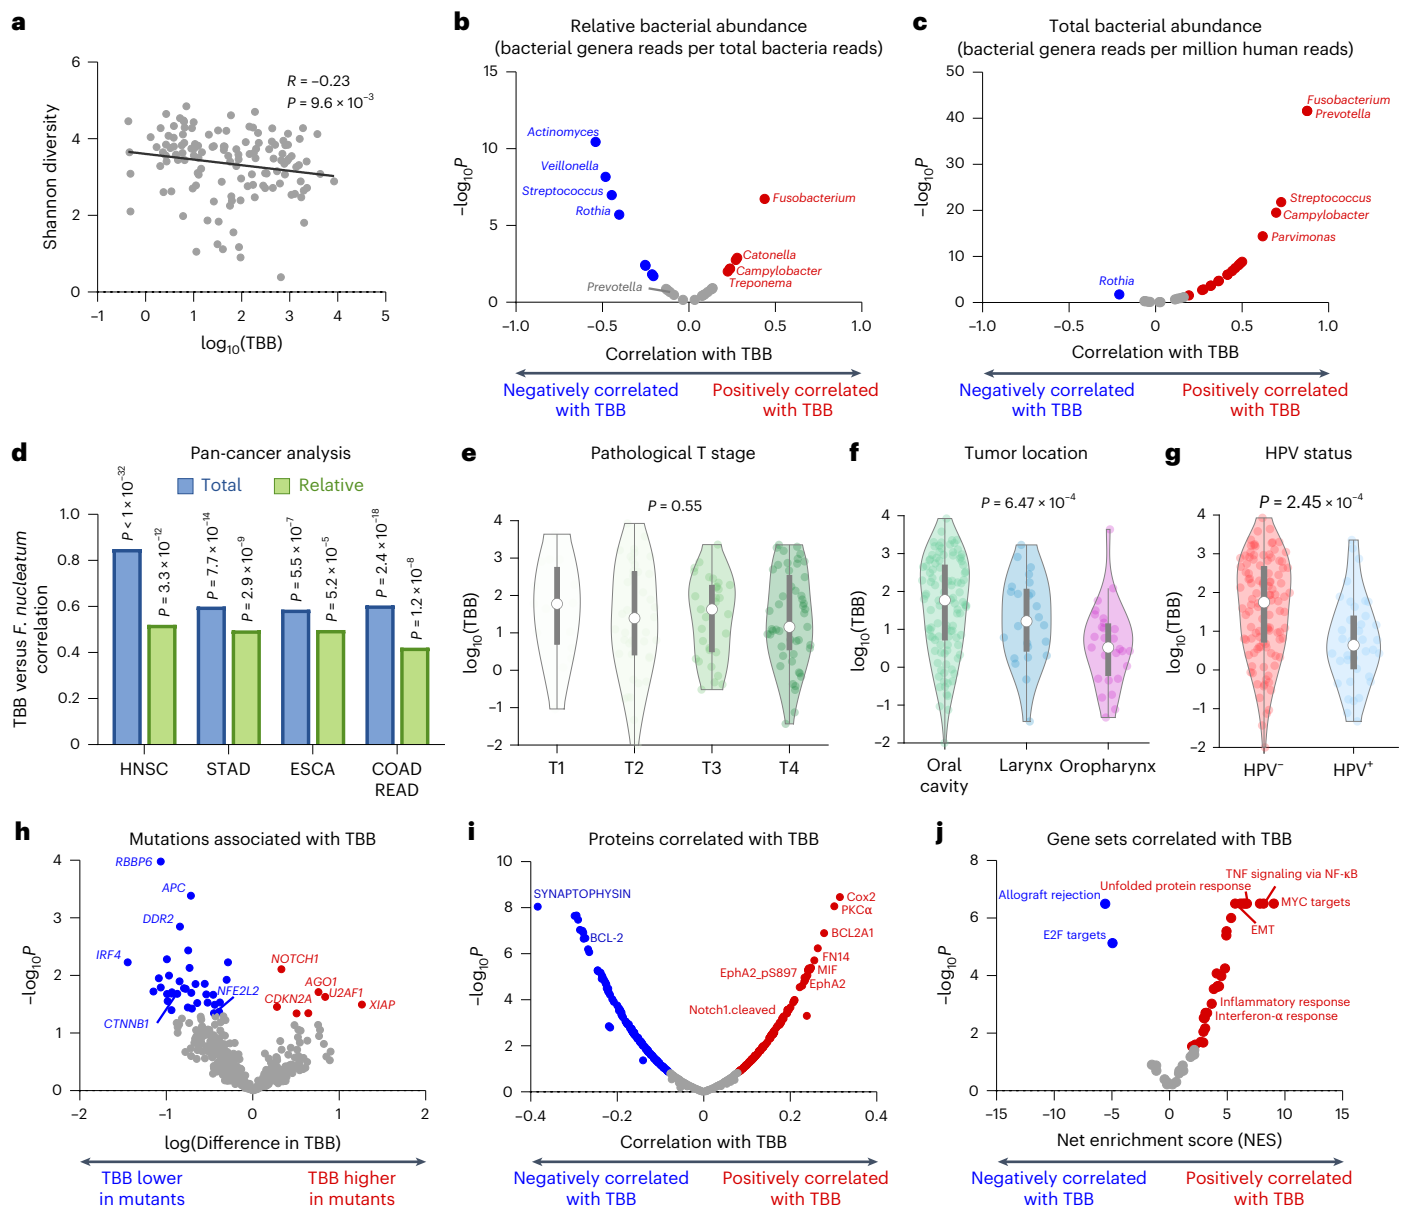 a
R = −0.23
P = 9.6 × 10−3
Shannon diversity
6
4
2
0
−1
0
1
2
3
4
5
log10(TBB)
b
Relative bacterial abundance
(bacterial genera reads per total bacteria reads)
−log10P
15
10
5
0
Actinomyces
Veillonella
Streptococcus
Rothia
Prevotella
Fusobacterium
Catonella
Campylobacter
Treponema
−1.0
−0.5
0.0
0.5
1.0
Correlation with TBB
Negatively correlated
with TBB
Positively correlated
with TBB
c
Total bacterial abundance
(bacterial genera reads per million human reads)
−log10P
50
40
30
20
10
0
Fusobacterium
Prevotella
Streptococcus
Campylobacter
Parvimonas
Rothia
−1.0
−0.5
0
0.5
1.0
Correlation with TBB
Negatively correlated
with TBB
Positively correlated
with TBB
d
Pan-cancer analysis
Total
Relative
TBB versus F. nucleatum
correlation
1.0
0.8
0.6
0.4
0.2
0
P < 1 × 10−32
P = 3.3 × 10−12
P = 7.7 × 10−14
P = 2.9 × 10−9
P = 5.5 × 10−7
P = 5.2 × 10−5
P = 2.4 × 10−18
P = 1.2 × 10−8
HNSC
STAD
ESCA
COAD
READ
e
Pathological T stage
P = 0.55
log10(TBB)
4
3
2
1
0
−1
−2
T1
T2
T3
T4
f
Tumor location
P = 6.47 × 10−4
log10(TBB)
4
3
2
1
0
−1
−2
Oral
cavity
Larynx
Oropharynx
g
HPV status
P = 2.45 × 10−4
log10(TBB)
4
3
2
1
0
−1
−2
HPV−
HPV+
h
Mutations associated with TBB
−log10P
4
3
2
1
0
RBBP6
APC
DDR2
IRF4
NFE2L2
CTNNB1
NOTCH1
AGO1
U2AF1
CDKN2A
XIAP
−2
−1
0
1
2
log(Difference in TBB)
TBB lower
in mutants
TBB higher
in mutants
i
Proteins correlated with TBB
−log10P
10
8
6
4
2
0
SYNAPTOPHYSIN
BCL-2
Cox2
PKCα
BCL2A1
FN14
MIF
EphA2_pS897
EphA2
Notch1.cleaved
−0.4
−0.2
0
0.2
0.4
Correlation with TBB
Negatively correlated
with TBB
Positively correlated
with TBB
j
Gene sets correlated with TBB
−log10P
8
6
4
2
0
TNF signaling via NF-κB
Unfolded protein response
Allograft rejection
MYC targets
EMT
E2F targets
Inflammatory response
Interferon-α response
−15
−10
−5
0
5
10
15
Net enrichment score (NES)
Negatively correlated
with TBB
Positively correlated
with TBB